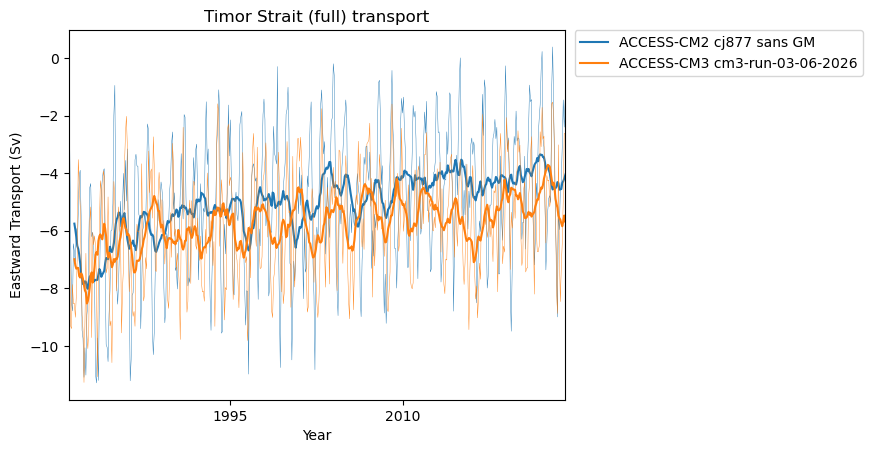 Timor Strait (full) transport
ACCESS-CM2 cj877 sans GM
ACCESS-CM3 cm3-run-03-06-2026
Eastward Transport (Sv)
0
−2
−4
−6
−8
−10
1995
2010
Year